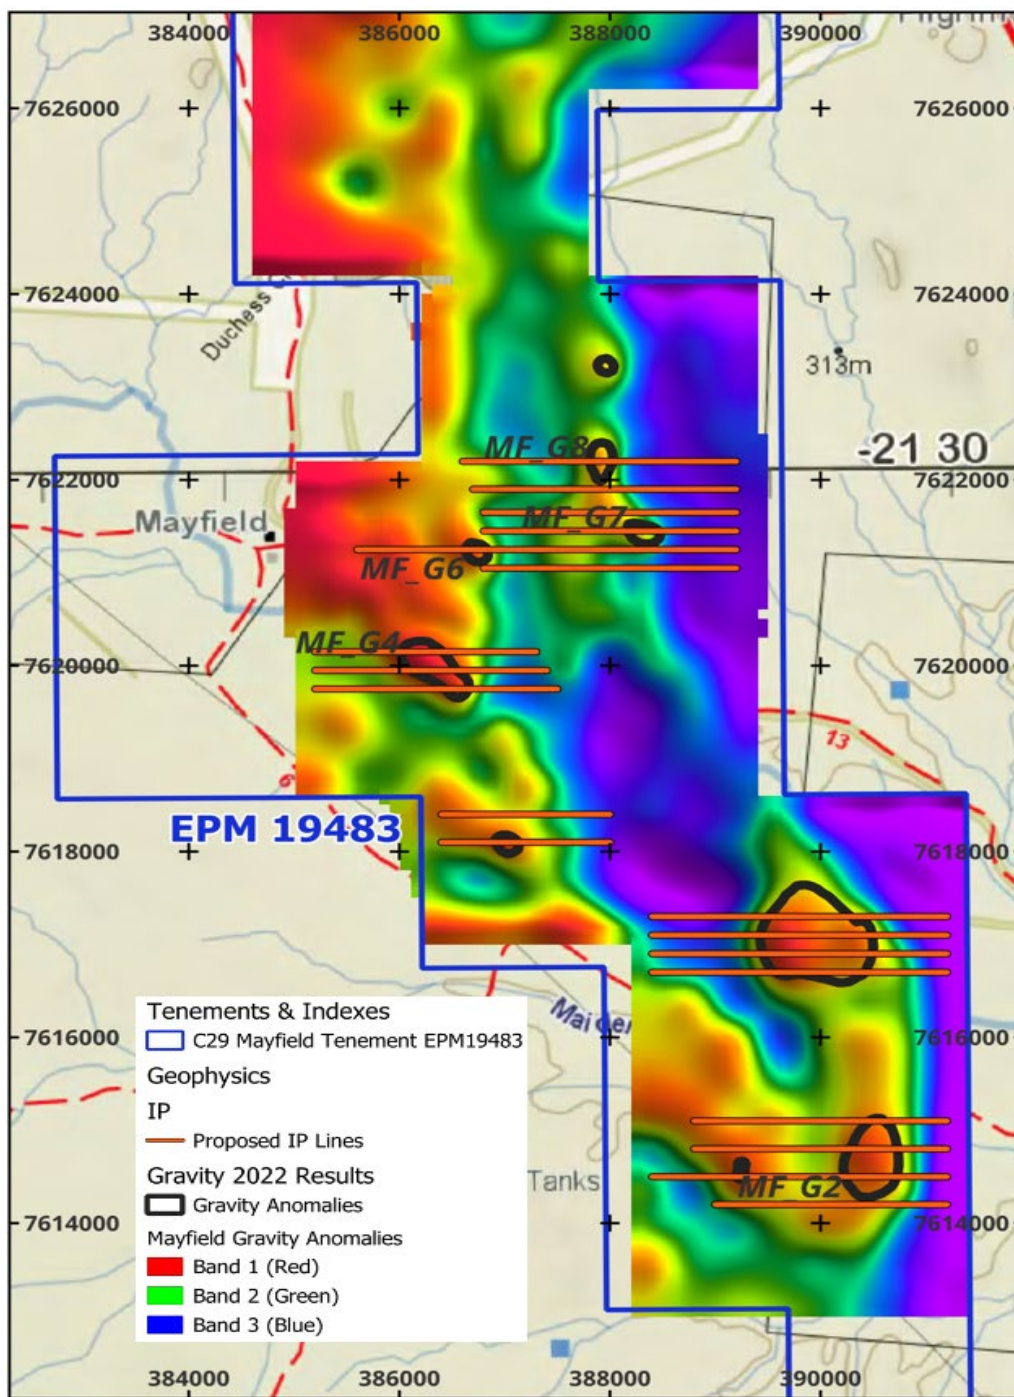 384000 386000 388000 390000
7626000 7626000
7624000 7624000
Duchess
313m
MF_G8
-21 30
7622000 7622000
Mayfield
MF_G7
MF_G6
MF_G4
7620000 7620000
13
6
EPM 19483
7618000 7618000
Tenements & Indexes
C29 Mayfield Tenement EPM19483
7616000 7616000
Geophysics
IP
Proposed IP Lines
Gravity 2022 Results
Gravity Anomalies
Tanks
MF_G2
7614000 7614000
Mayfield Gravity Anomalies
Band 1 (Red)
Band 2 (Green)
Band 3 (Blue)
384000 386000 388000 390000